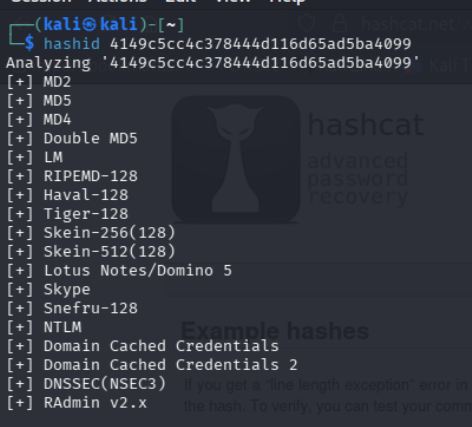 Session Actions Edit View Help
(kali㉿kali)-[~]
$ hashid 4149c5cc4c378444d116d65ad5ba4099
Analyzing '4149c5cc4c378444d116d65ad5ba4099'
[+] MD2
[+] MD5
[+] MD4
[+] Double MD5
[+] LM
[+] RIPEMD-128
[+] Haval-128
[+] Tiger-128
[+] Skein-256(128)
[+] Skein-512(128)
[+] Lotus Notes/Domino 5
[+] Skype
[+] Snefru-128
[+] NTLM
[+] Domain Cached Credentials
[+] Domain Cached Credentials 2
[+] DNSSEC(NSEC3)
[+] RAdmin v2.x
hashcat.net
Kali
hashcat
advanced
password
recovery
Example hashes
If you get a "line length exception" error in
the hash. To verify, you can test your